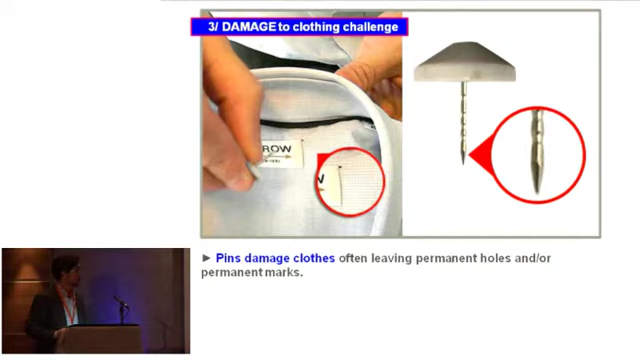 3/ DAMAGE to clothing challenge
ROW
W
► Pins damage clothes often leaving permanent holes and/or
permanent marks.